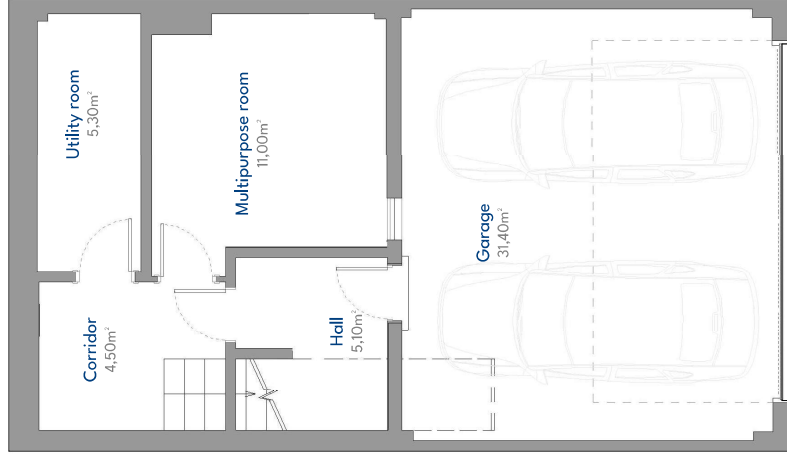 Utility room
5,30m²
Multipurpose room
11,00m²
Garage
31,40m²
Corridor
4,50m²
Hall
5,10m²